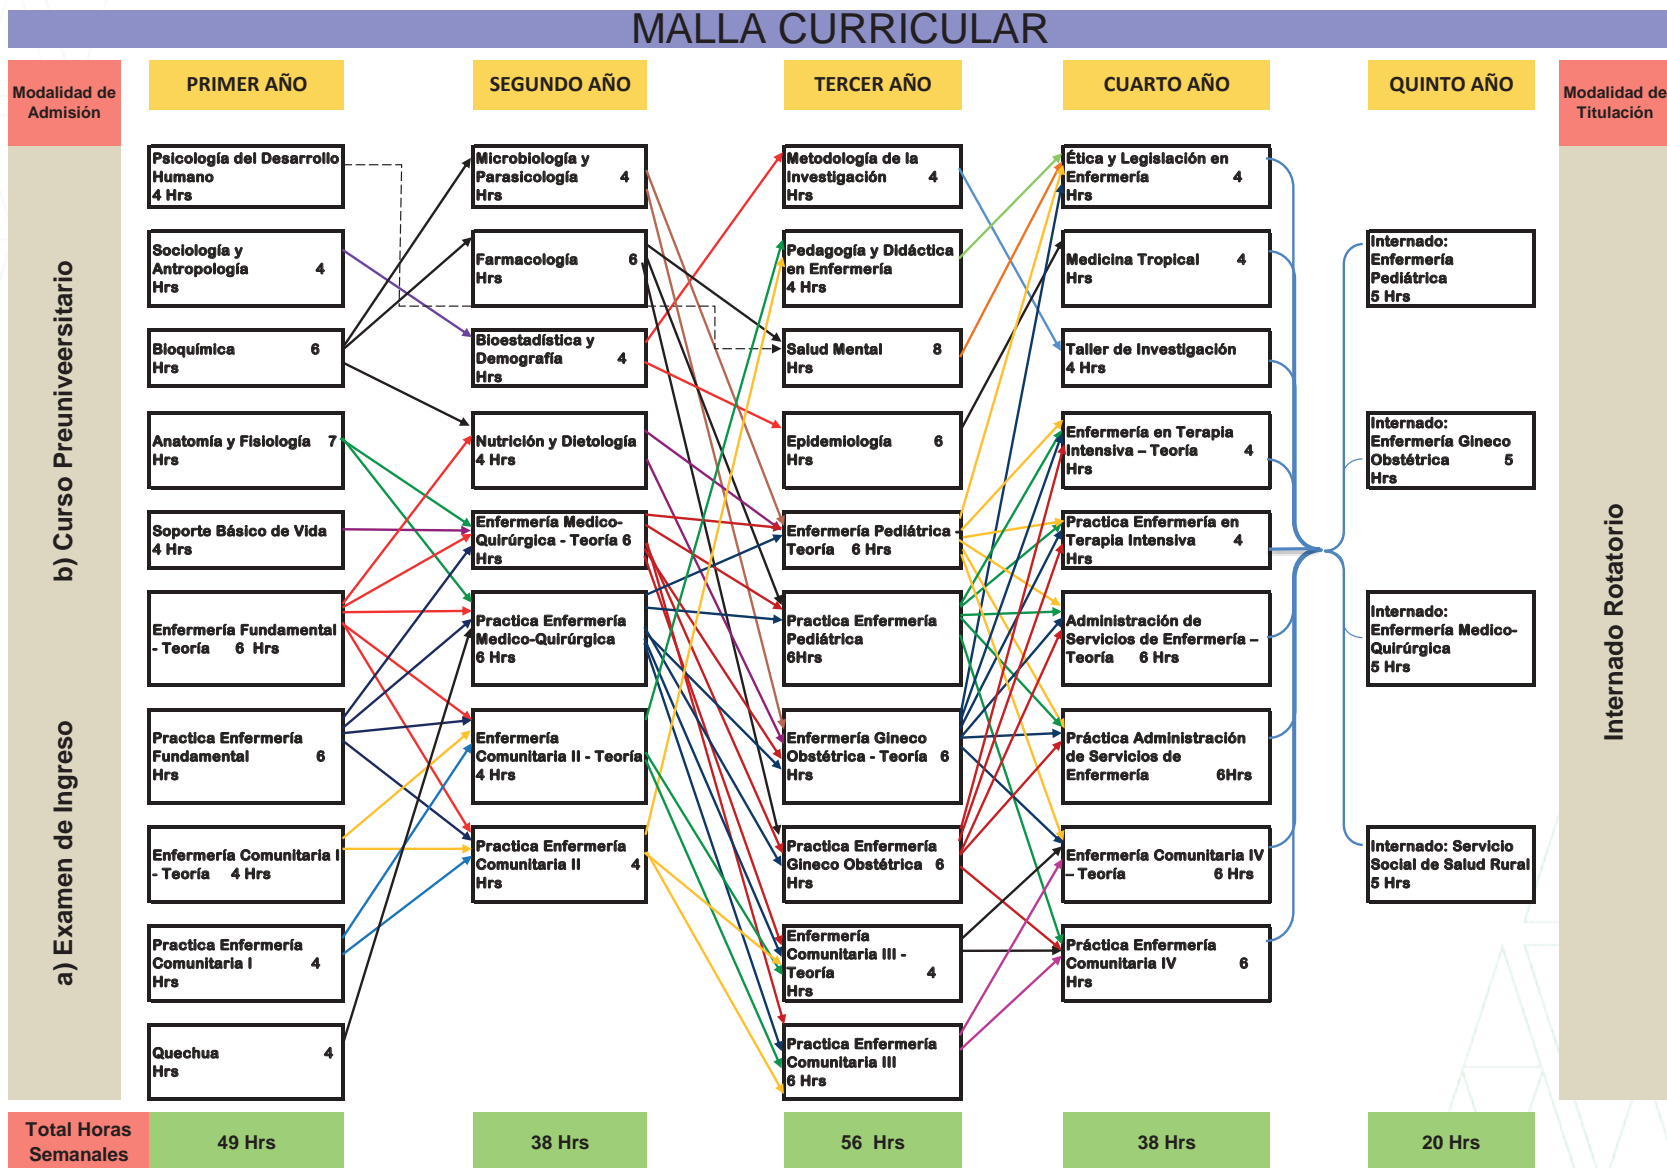 MALLA CURRICULAR
Modalidad de
Admisión
PRIMER AÑO
SEGUNDO AÑO
TERCER AÑO
CUARTO AÑO
QUINTO AÑO
Modalidad de
Titulación
b) Curso Preuniveersitario
a) Examen de Ingreso
Psicología del Desarrollo
Humano
4 Hrs
Sociología y
Antropología 4
Hrs
Bioquímica 6
Hrs
Anatomía y Fisiología 7
Hrs
Soporte Básico de Vida
4 Hrs
Enfermería Fundamental
- Teoría 6 Hrs
Practica Enfermería
Fundamental 6
Hrs
Enfermería Comunitaria I
- Teoría 4 Hrs
Practica Enfermería
Comunitaria I 4
Hrs
Quechua 4
Hrs
Microbiología y
Parasicología 4
Hrs
Farmacología 6
Hrs
Bioestadística y
Demografía 4
Hrs
Nutrición y Dietología
4 Hrs
Enfermería Medico-
Quirúrgica - Teoría 6
Hrs
Practica Enfermería
Medico-Quirúrgica
6 Hrs
Enfermería
Comunitaria II - Teoría
4 Hrs
Practica Enfermería
Comunitaria II 4
Hrs
Metodología de la
Investigación 4
Hrs
Pedagogía y Didáctica
en Enfermería
4 Hrs
Salud Mental 8
Hrs
Epidemiología 6
Hrs
Enfermería Pediátrica -
Teoría 6 Hrs
Practica Enfermería
Pediátrica
6Hrs
Enfermería Gineco
Obstétrica - Teoría 6
Hrs
Practica Enfermería
Gineco Obstétrica 6
Hrs
Enfermería
Comunitaria III -
Teoría 4
Hrs
Practica Enfermería
Comunitaria III
6 Hrs
Ética y Legislación en
Enfermería 4
Hrs
Medicina Tropical 4
Hrs
Taller de Investigación
4 Hrs
Enfermería en Terapia
Intensiva – Teoría 4
Hrs
Practica Enfermería en
Terapia Intensiva 4
Hrs
Administración de
Servicios de Enfermería –
Teoría 6 Hrs
Práctica Administración
de Servicios de
Enfermería 6Hrs
Enfermería Comunitaria IV
– Teoría 6 Hrs
Práctica Enfermería
Comunitaria IV 6
Hrs
Internado:
Enfermería
Pediátrica
5 Hrs
Internado:
Enfermería Gineco
Obstétrica 5
Hrs
Internado:
Enfermería Medico-
Quirúrgica
5 Hrs
Internado: Servicio
Social de Salud Rural
5 Hrs
Internado Rotatorio
Total Horas
Semanales
49 Hrs
38 Hrs
56 Hrs
38 Hrs
20 Hrs